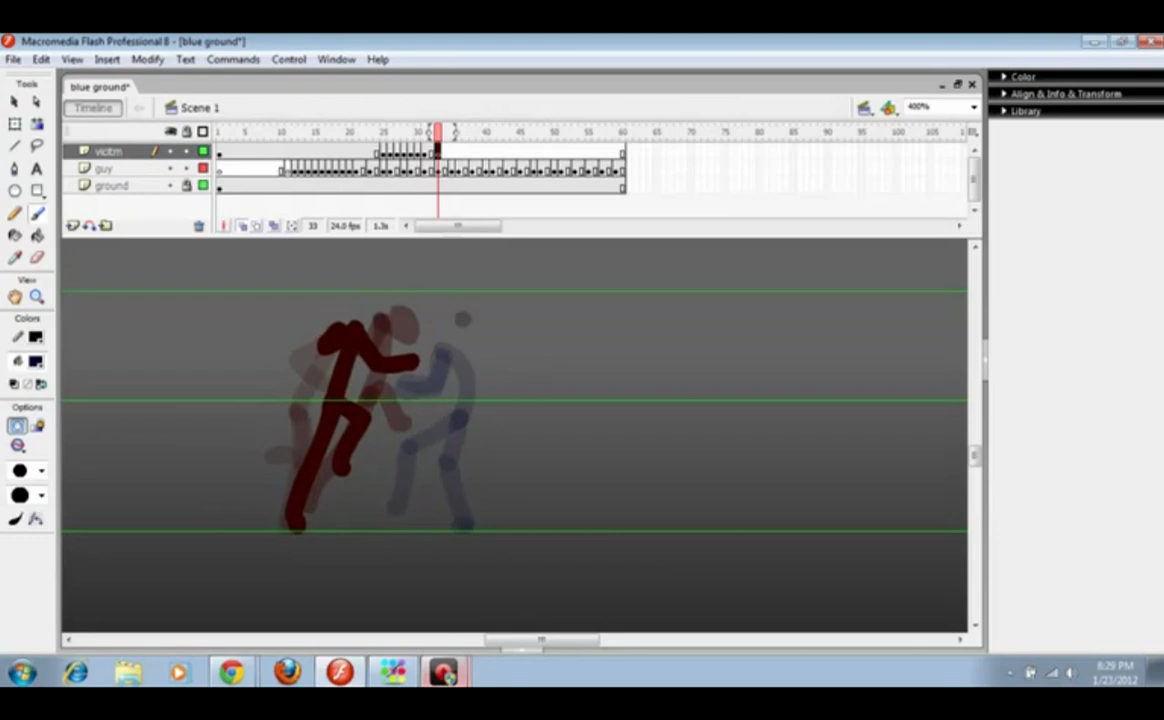 Macromedia Flash Professional 8 - [blue ground*]
File Edit View Insert Modify Text Commands Control Window Help
Tools
blue ground*
Color
Timeline Scene 1 400%
Align & Info & Transform
Library
1 5 10 15 20 25 30 40 45 50 55 60 65 70 75 80 85 90 95 100 105 1
vicitm
guy
ground
33 24.0 fps 1.3s
View
Colors
Options
8:29 PM
1/23/2012